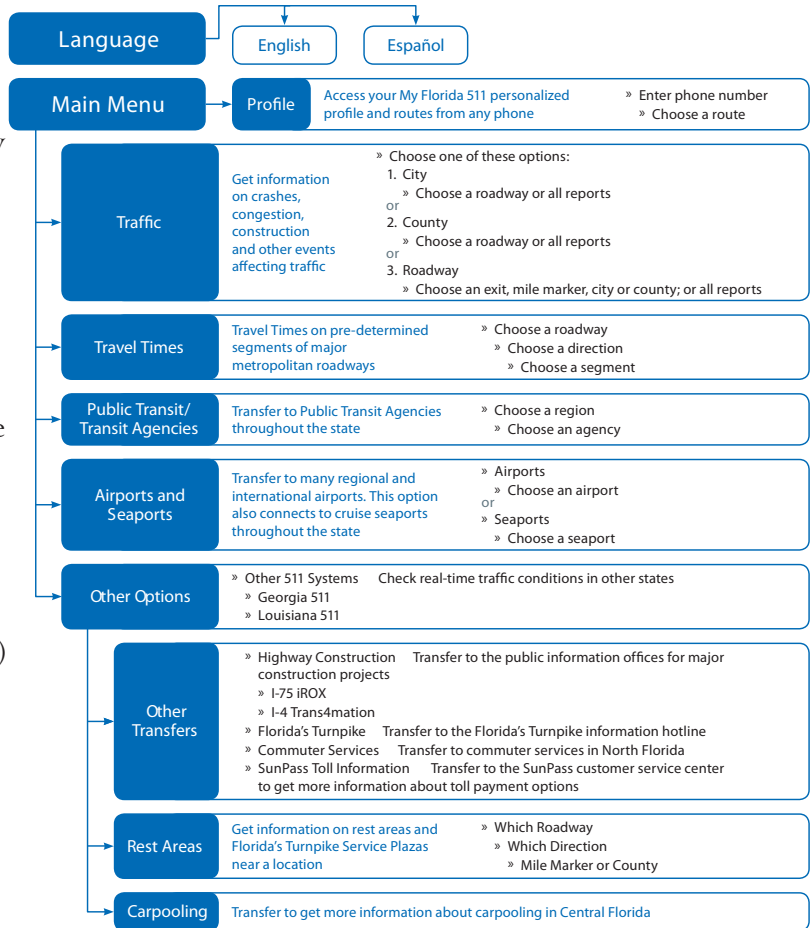 Language
English
Español
Main Menu
Profile
Access your My Florida 511 personalized
profile and routes from any phone
» Enter phone number
» Choose a route
y
Traffic
Get information
on crashes,
congestion,
construction
and other events
affecting traffic
» Choose one of these options:
1. City
» Choose a roadway or all reports
or
2. County
» Choose a roadway or all reports
or
3. Roadway
» Choose an exit, mile marker, city or county; or all reports
Travel Times
Travel Times on pre-determined
segments of major
metropolitan roadways
» Choose a roadway
» Choose a direction
» Choose a segment
Public Transit/
Transit Agencies
Transfer to Public Transit Agencies
throughout the state
» Choose a region
» Choose an agency
e
Airports and
Seaports
Transfer to many regional and
international airports. This option
also connects to cruise seaports
throughout the state
» Airports
» Choose an airport
or
» Seaports
» Choose a seaport
Other Options
» Other 511 Systems Check real-time traffic conditions in other states
» Georgia 511
» Louisiana 511
)
Other
Transfers
» Highway Construction Transfer to the public information offices for major
construction projects
» I-75 iROX
» I-4 Trans4mation
» Florida's Turnpike Transfer to the Florida's Turnpike information hotline
» Commuter Services Transfer to commuter services in North Florida
» SunPass Toll Information Transfer to the SunPass customer service center
to get more information about toll payment options
Rest Areas
Get information on rest areas and
Florida's Turnpike Service Plazas
near a location
» Which Roadway
» Which Direction
» Mile Marker or County
Carpooling
Transfer to get more information about carpooling in Central Florida